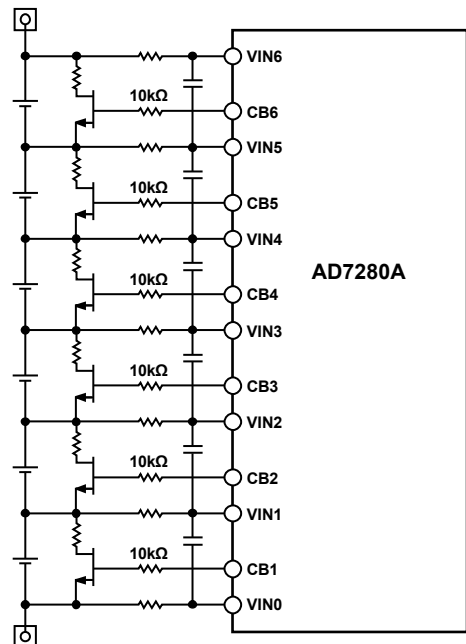 VIN6
10kΩ
CB6
VIN5
10kΩ
CB5
VIN4
AD7280A
10kΩ
CB4
VIN3
10kΩ
CB3
VIN2
10kΩ
CB2
VIN1
10kΩ
CB1
VIN0